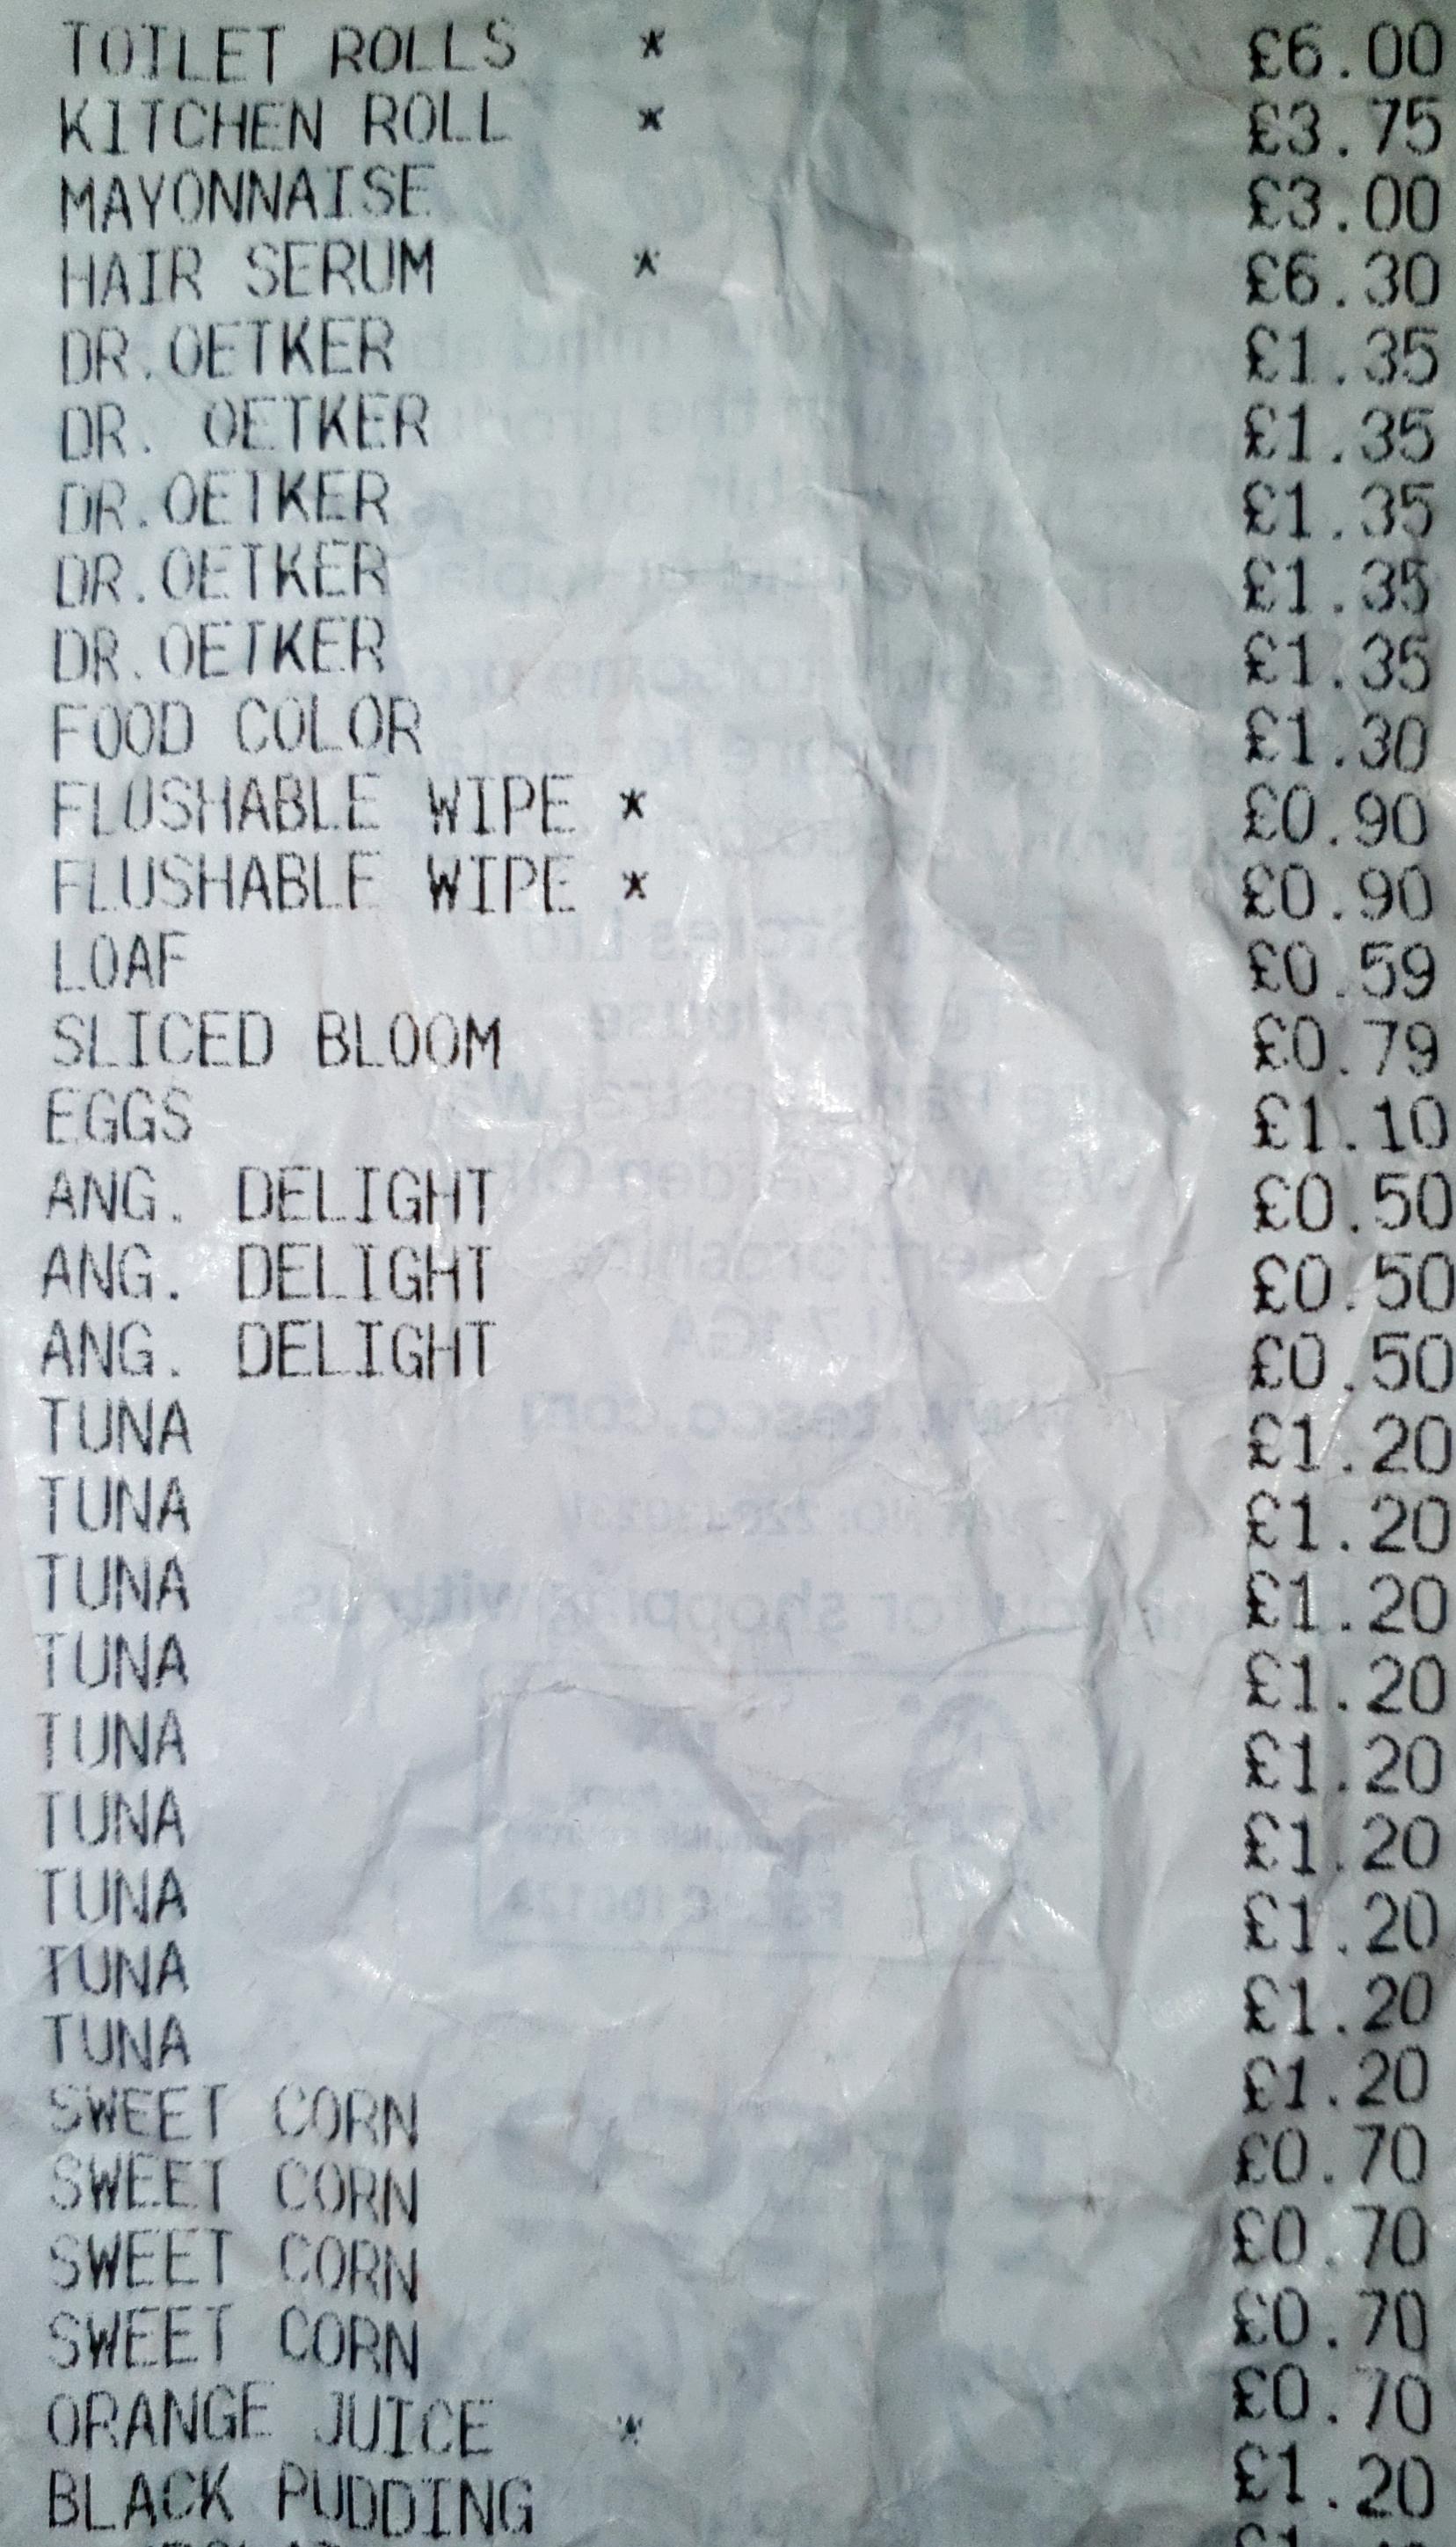 TOILET ROLLS * £6.00
KITCHEN ROLL * £3.75
MAYONNAISE £3.00
HAIR SERUM * £6.30
DR.OETKER £1.35
DR. OETKER £1.35
DR.OETKER £1.35
DR.OETKER £1.35
DR.OETKER £1.35
FOOD COLOR £1.30
FLUSHABLE WIPE * £0.90
FLUSHABLE WIPE * £0.90
LOAF £0.59
SLICED BLOOM £0.79
EGGS £1.10
ANG. DELIGHT £0.50
ANG. DELIGHT £0.50
ANG. DELIGHT £0.50
TUNA £1.20
TUNA £1.20
TUNA £1.20
TUNA £1.20
TUNA £1.20
TUNA £1.20
TUNA £1.20
TUNA £1.20
TUNA £1.20
SWEET CORN £0.70
SWEET CORN £0.70
SWEET CORN £0.70
SWEET CORN £0.70
ORANGE JUICE * £1.20
BLACK PUDDING